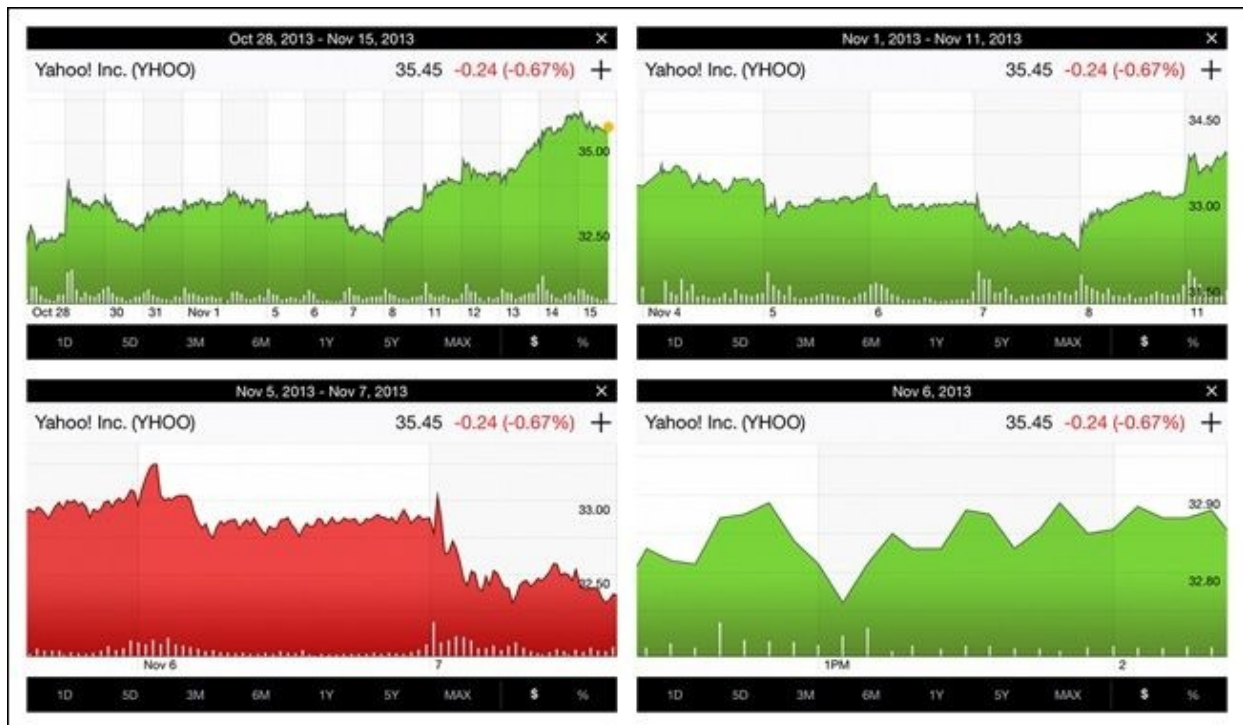 Oct 28, 2013 - Nov 15, 2013 ×
Yahoo! Inc. (YHOO) 35.45 -0.24 (-0.67%) +
35.00
32.50
Oct 28 30 31 Nov 1 5 6 7 8 11 12 13 14 15
1D 5D 3M 6M 1Y 5Y MAX $ %
Nov 1, 2013 - Nov 11, 2013 ×
Yahoo! Inc. (YHOO) 35.45 -0.24 (-0.67%) +
34.50
33.00
31.50
Nov 4 5 6 7 8 11
1D 5D 3M 6M 1Y 5Y MAX $ %
Nov 5, 2013 - Nov 7, 2013 ×
Yahoo! Inc. (YHOO) 35.45 -0.24 (-0.67%) +
33.00
32.50
Nov 6 7
1D 5D 3M 6M 1Y 5Y MAX $ %
Nov 6, 2013 ×
Yahoo! Inc. (YHOO) 35.45 -0.24 (-0.67%) +
32.90
32.80
1PM 2
1D 5D 3M 6M 1Y 5Y MAX $ %